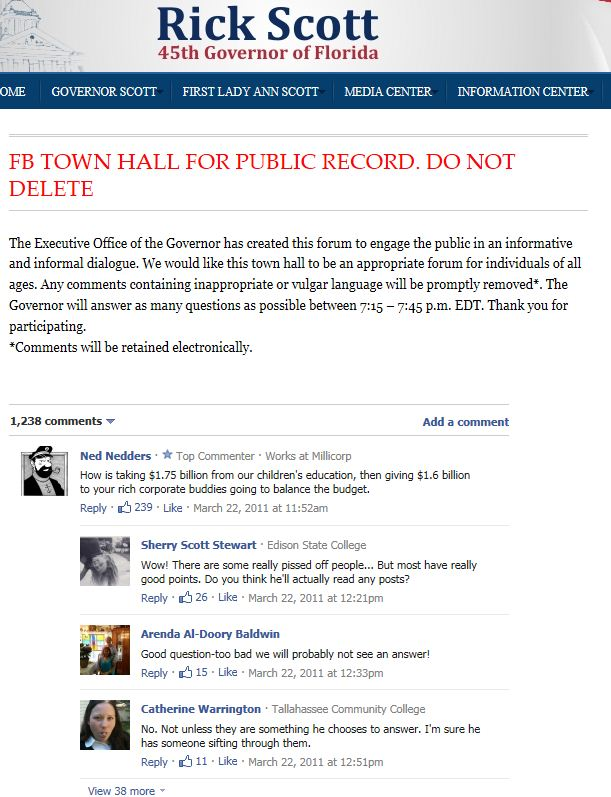 Rick Scott
45th Governor of Florida
OME GOVERNOR SCOTT FIRST LADY ANN SCOTT MEDIA CENTER INFORMATION CENTER
FB TOWN HALL FOR PUBLIC RECORD. DO NOT
DELETE
The Executive Office of the Governor has created this forum to engage the public in an informative
and informal dialogue. We would like this town hall to be an appropriate forum for individuals of all
ages. Any comments containing inappropriate or vulgar language will be promptly removed*. The
Governor will answer as many questions as possible between 7:15 – 7:45 p.m. EDT. Thank you for
participating.
*Comments will be retained electronically.
1,238 comments Add a comment
Ned Nedders · Top Commenter · Works at Millicorp
How is taking $1.75 billion from our children's education, then giving $1.6 billion
to your rich corporate buddies going to balance the budget.
Reply · 239 · Like · March 22, 2011 at 11:52am
Sherry Scott Stewart · Edison State College
Wow! There are some really pissed off people... But most have really
good points. Do you think he'll actually read any posts?
Reply · 26 · Like · March 22, 2011 at 12:21pm
Arenda Al-Doory Baldwin
Good question-too bad we will probably not see an answer!
Reply · 15 · Like · March 22, 2011 at 12:33pm
Catherine Warrington · Tallahassee Community College
No. Not unless they are something he chooses to answer. I'm sure he
has someone sifting through them.
Reply · 11 · Like · March 22, 2011 at 12:51pm
View 38 more